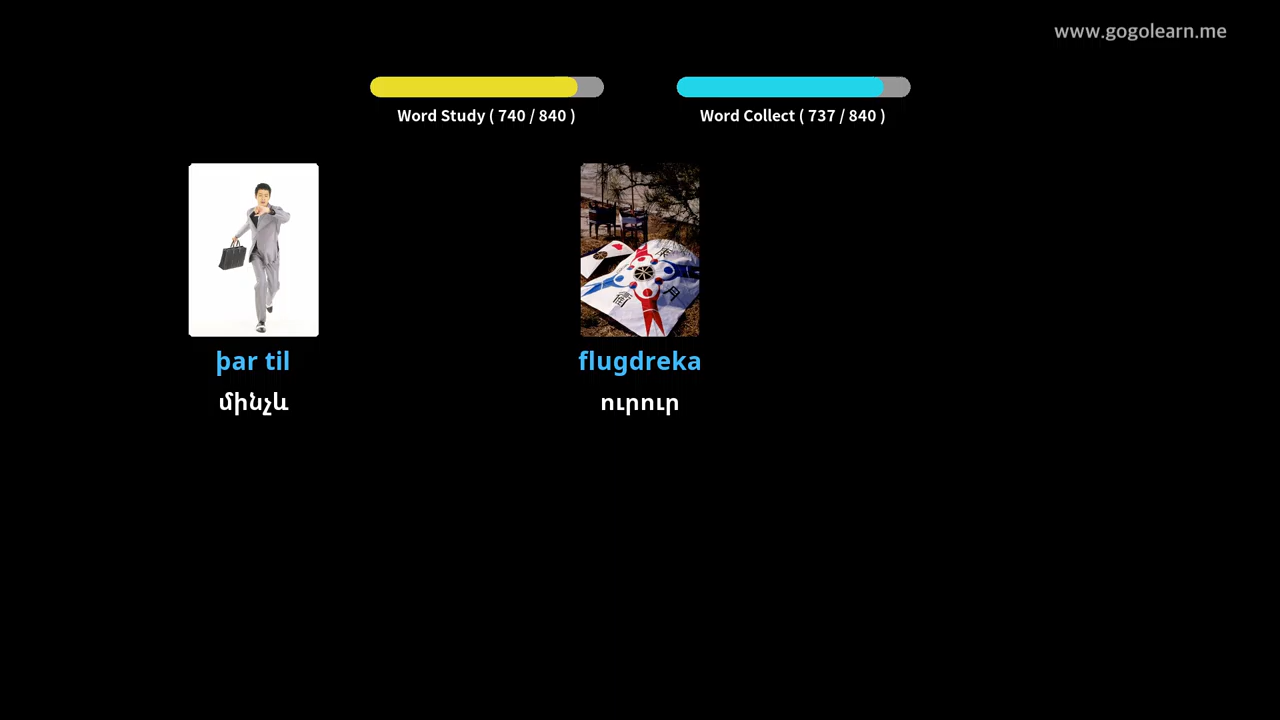 www.gogolearn.me
Word Study ( 740 / 840 )
Word Collect ( 737 / 840 )
þar til
flugdreka
մինչև
ուրուր